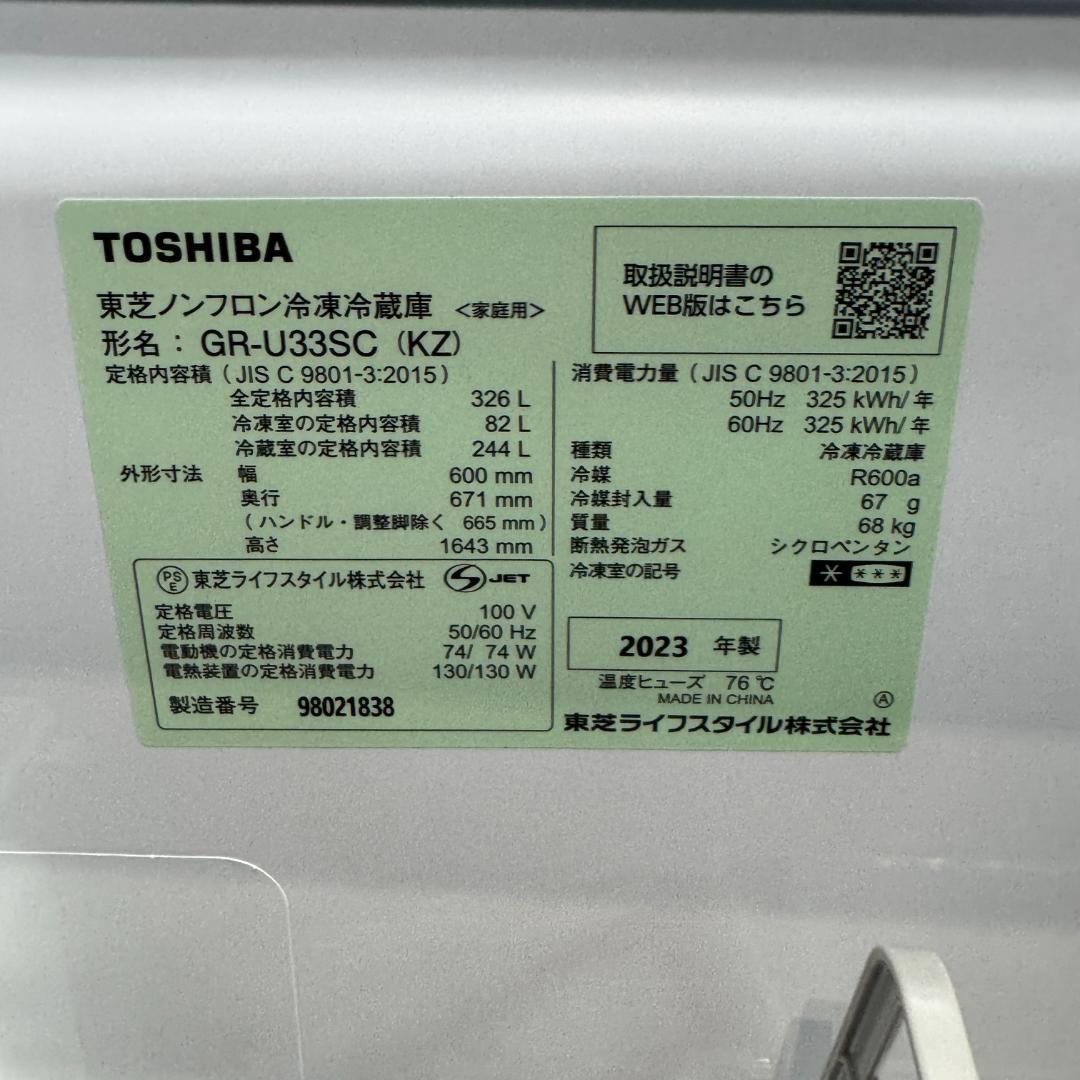 TOSHIBA
東芝ノンフロン冷凍冷蔵庫 <家庭用>
形名： GR-U33SC (KZ)
取扱説明書の
WEB版はこちら
定格内容積 ( JIS C 9801-3:2015 )
全定格内容積 326 L
冷凍室の定格内容積 82 L
冷蔵室の定格内容積 244 L
外形寸法 幅 600 mm
奥行 671 mm
( ハンドル・調整脚除く 665 mm )
高さ 1643 mm
消費電力量 ( JIS C 9801-3:2015 )
50Hz 325 kWh/年
60Hz 325 kWh/年
種類 冷凍冷蔵庫
冷媒 R600a
冷媒封入量 67 g
質量 68 kg
断熱発泡ガス シクロペンタン
冷凍室の記号 * ***
PSE 東芝ライフスタイル株式会社 S JET
定格電圧 100 V
定格周波数 50/60 Hz
電動機の定格消費電力 74/ 74 W
電熱装置の定格消費電力 130/130 W
製造番号 98021838
2023 年製
温度ヒューズ 76 ℃
MADE IN CHINA Ⓐ
東芝ライフスタイル株式会社